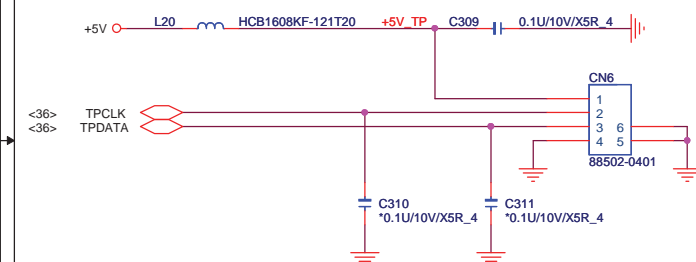 +5V L20 HCB1608KF-121T20 +5V_TP C309 0.1U/10V/X5R_4
CN6
1
<36> TPCLK 2
<36> TPDATA 3 6
4 5
88502-0401
C310 C311
*0.1U/10V/X5R_4 *0.1U/10V/X5R_4